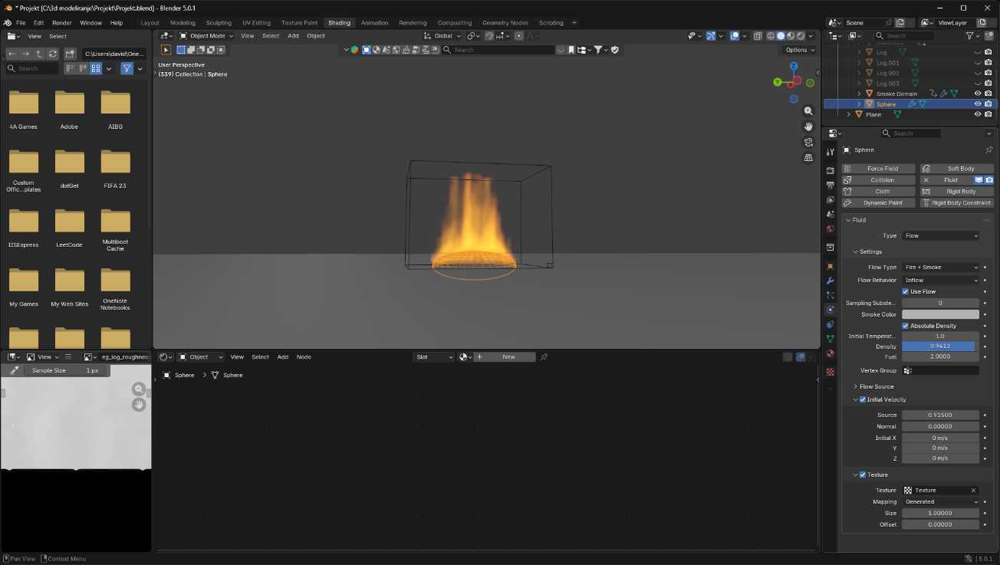 * Projekt [C:\3d modeliranje\Projekt\Projekt.blend] - Blender 5.0.1
File Edit Render Window Help Layout Modeling Sculpting UV Editing Texture Paint Shading Animation Rendering Compositing Geometry Nodes Scripting + Scene ViewLayer
View Select
C:\Users\david\One...
Search
4A Games Adobe AIBG
Custom Offic...plates dotGet FIFA 23
IISExpress LeetCode Multiboot Cache
My Games My Web Sites OneNote Notebooks
Object Mode View Select Add Object Global
Search
Options
User Perspective
(339) Collection | Sphere
Z
Y
Search
Log
Log.001
Log.002
Log.003
Smoke Domain
Sphere
Plane
Search
Sphere
Force Field Soft Body
Collision Fluid
Cloth Rigid Body
Dynamic Paint Rigid Body Constraint
Fluid
Type Flow
Settings
Flow Type Fire + Smoke
Flow Behavior Inflow
Use Flow
Sampling Subste... 0
Smoke Color
Absolute Density
Initial Temperat... 1.0
Density 0.9412
Fuel 2.0000
Vertex Group
Flow Source
Initial Velocity
Source 0.91500
Normal 0.00000
Initial X 0 m/s
Y 0 m/s
Z 0 m/s
Texture
Texture Texture
Mapping Generated
Size 1.00000
Offset 0.00000
View eg_log_roughness
Sample Size 1 px
Object View Select Add Node Slot New
Sphere > Sphere
Pan View Context Menu
5.0.1